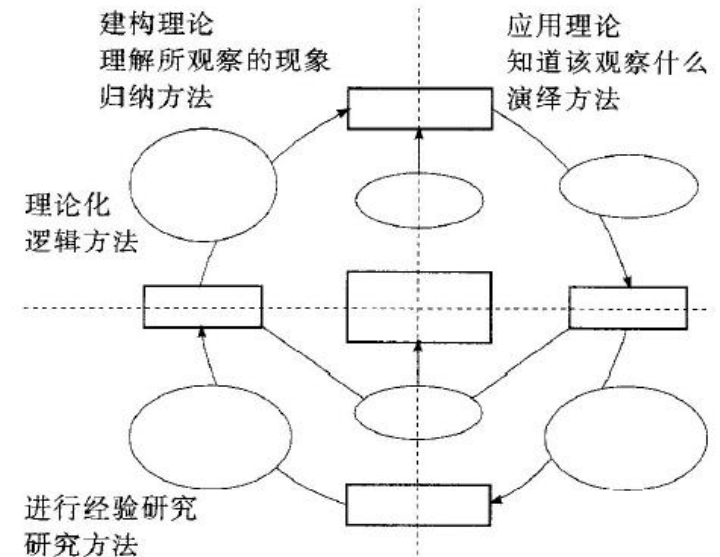 建构理论
理解所观察的现象
归纳方法
应用理论
知道该观察什么
演绎方法
理论化
逻辑方法
进行经验研究
研究方法